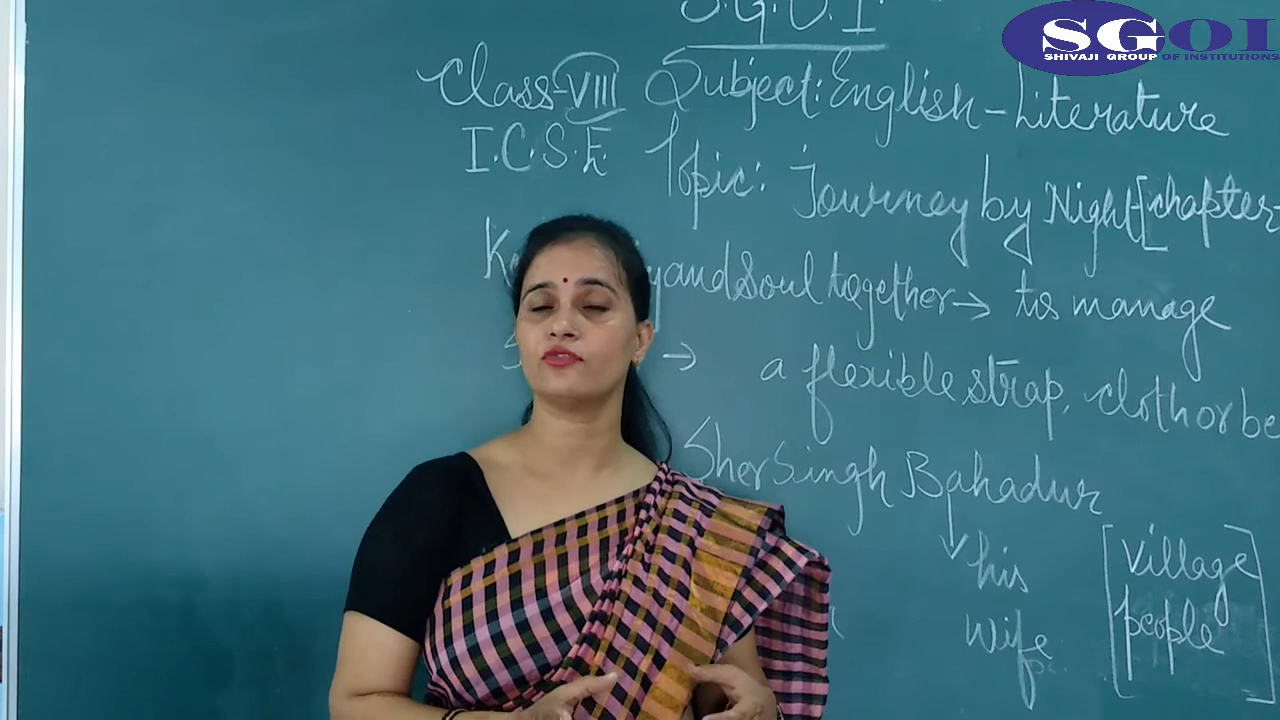 S.G.O.I.
SGOI
SHIVAJI GROUP OF INSTITUTIONS
Class-VIII Subject: English-Literature
I.C.S.E. Topic: Journey by Night [chapter-
and Soul together → to manage
→ a flexible strap, cloth or be
Sher Singh Bahadur
his
wife
[village
people]